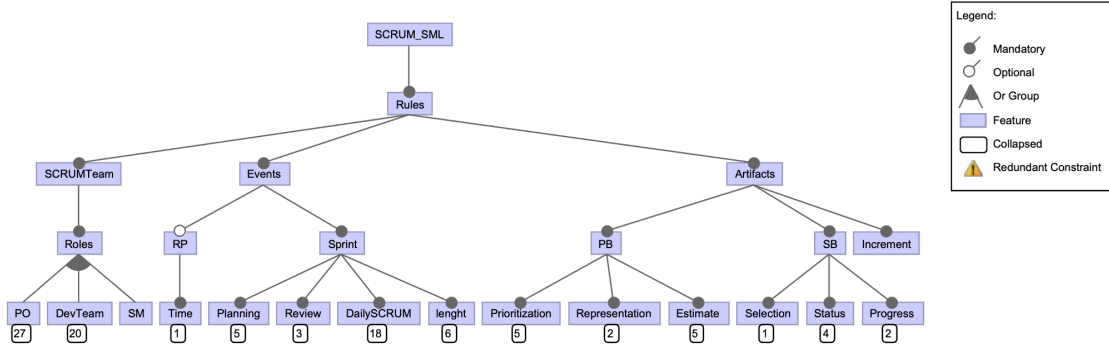 SCRUM_SML
Legend:
Mandatory
Optional
Or Group
Feature
Collapsed
Redundant Constraint
Rules
SCRUMTeam
Events
Artifacts
Roles
RP
Sprint
PB
SB
Increment
PO
DevTeam
SM
Time
Planning
Review
DailySCRUM
lenght
Prioritization
Representation
Estimate
Selection
Status
Progress
27
20
1
5
3
18
6
5
2
5
1
4
2